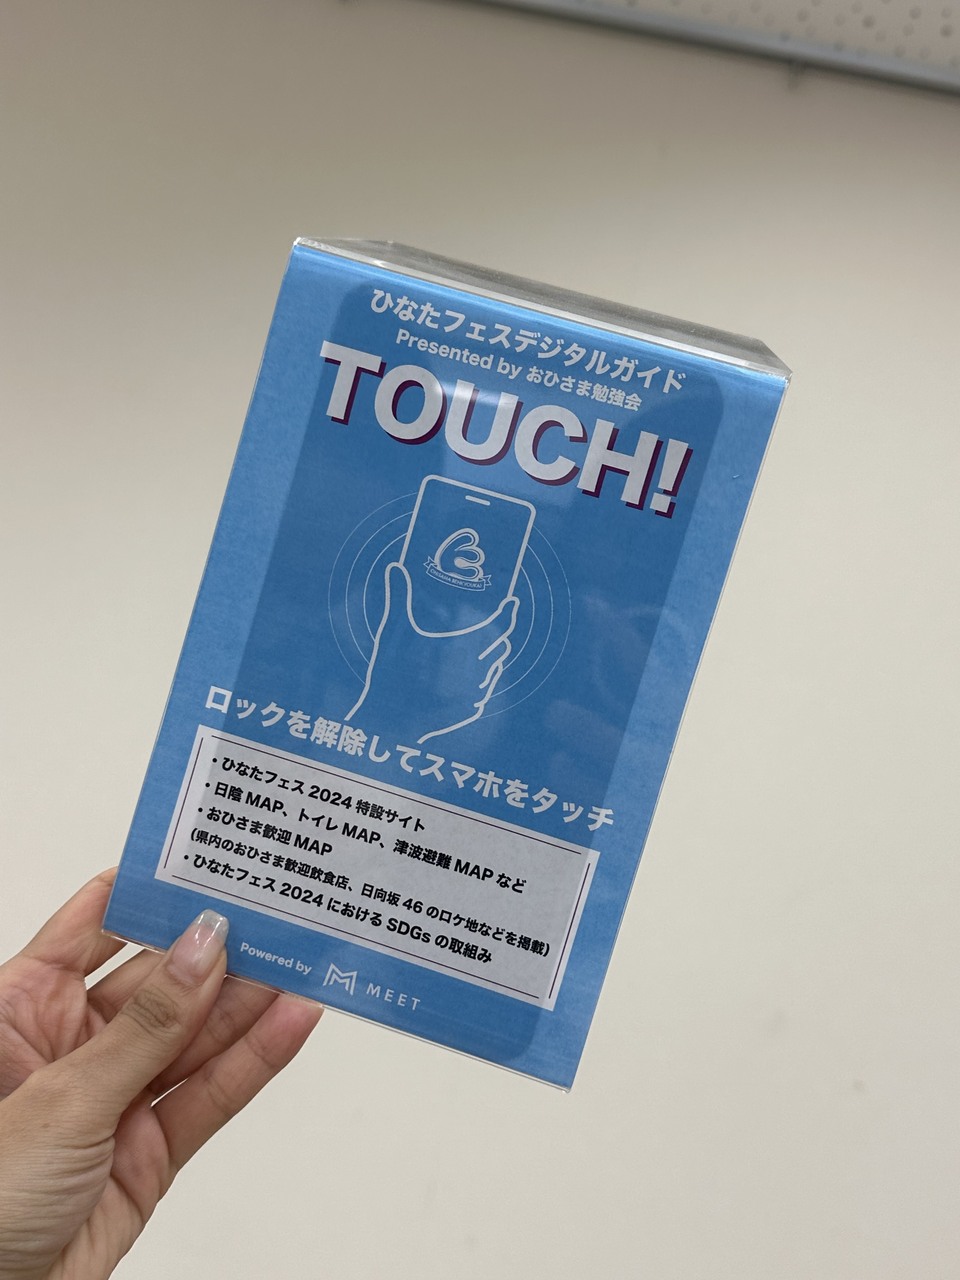 ひなたフェスデジタルガイド
Presented by おひさま勉強会
TOUCH!
ロックを解除してスマホをタッチ
・ひなたフェス 2024 特設サイト
・日陰 MAP、トイレ MAP、津波避難 MAP など
・おひさま歓迎 MAP
(県内のおひさま歓迎飲食店、日向坂 46 のロケ地などを掲載)
・ひなたフェス 2024 における SDGs の取組み
Powered by MEET